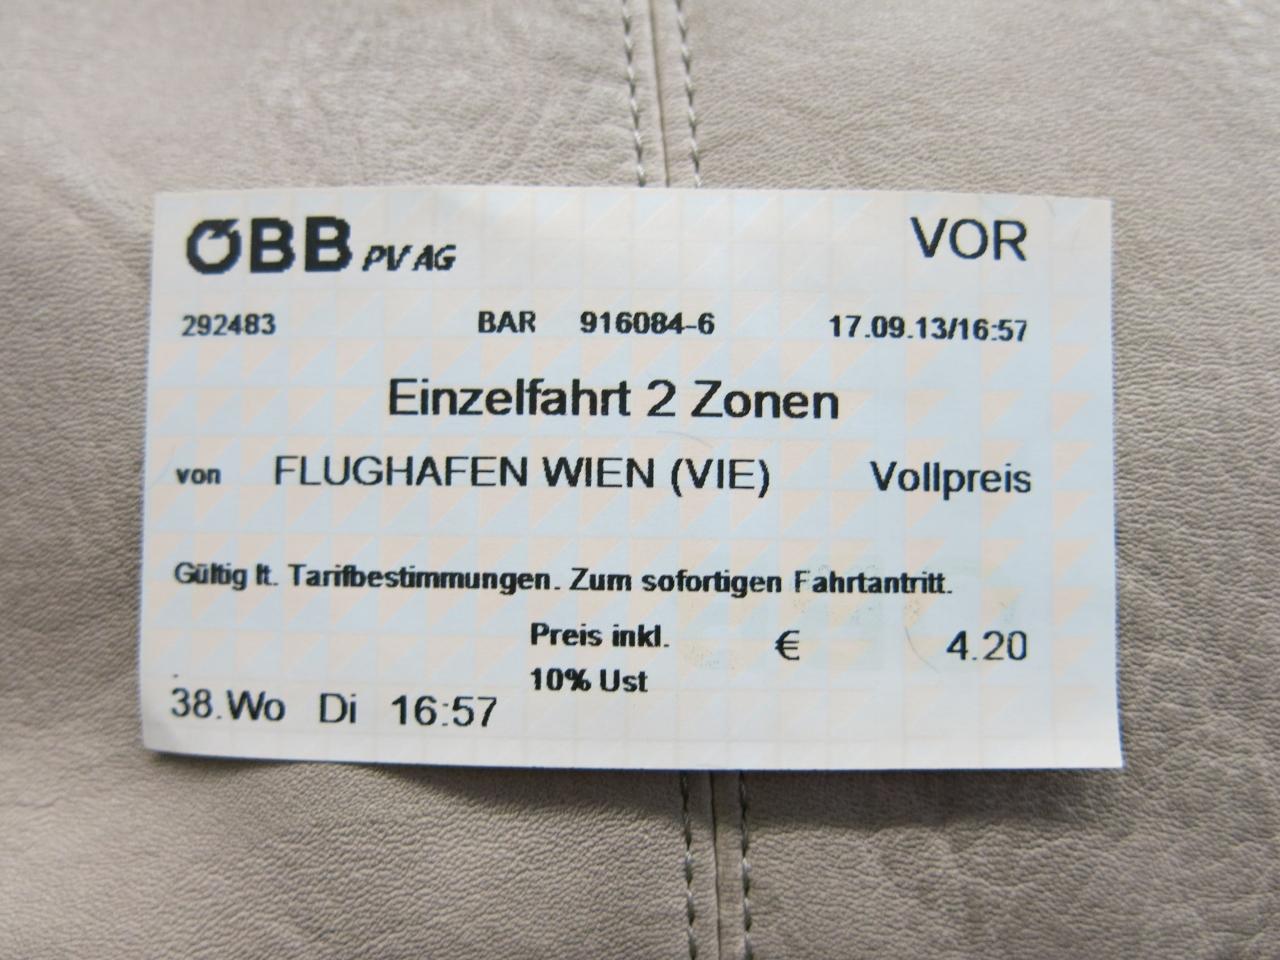 ÖBB PV AG VOR
292483 BAR 916084-6 17.09.13/16:57
Einzelfahrt 2 Zonen
von FLUGHAFEN WIEN (VIE) Vollpreis
Gültig lt. Tarifbestimmungen. Zum sofortigen Fahrtantritt.
Preis inkl. € 4.20
10% Ust
38.Wo Di 16:57